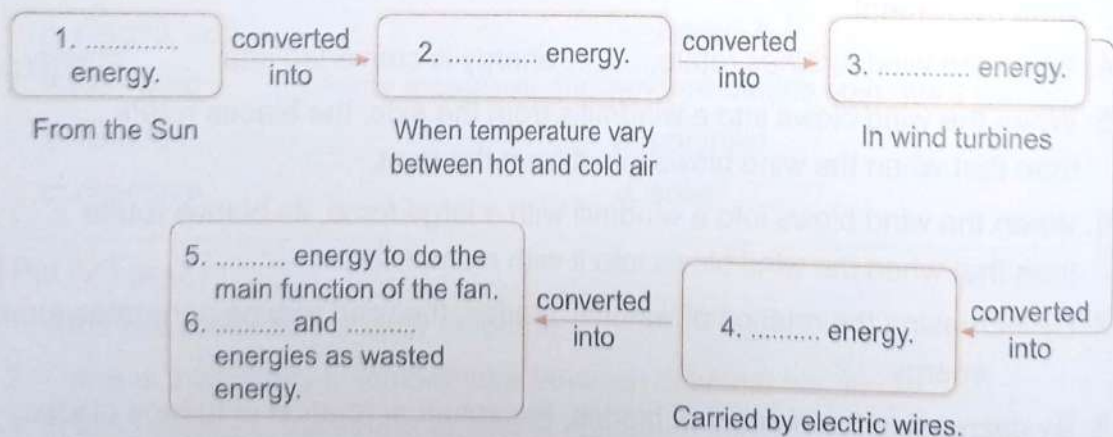 1. .............
energy.
converted
into
2. ............. energy.
converted
into
3. ............. energy.
From the Sun
When temperature vary
between hot and cold air
In wind turbines
converted
into
4. .......... energy.
Carried by electric wires.
converted
into
5. .......... energy to do the
main function of the fan.
6. .......... and ..........
energies as wasted
energy.